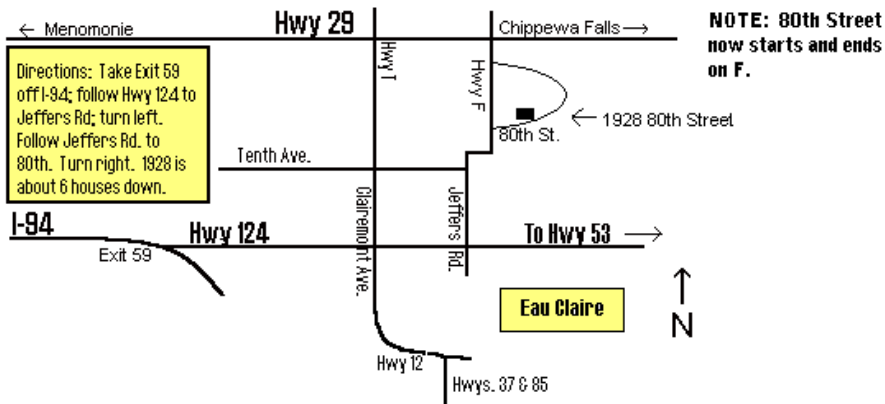 ← Menomonie
Hwy 29
Chippewa Falls →
NOTE: 80th Street
now starts and ends
on F.
Directions: Take Exit 59
off I-94; follow Hwy 124 to
Jeffers Rd; turn left.
Follow Jeffers Rd. to
80th. Turn right. 1928 is
about 6 houses down.
Hwy T
Hwy F
← 1928 80th Street
80th St.
Tenth Ave.
Clairemont Ave.
Jeffers Rd.
I-94
Hwy 124
To Hwy 53 →
Exit 59
Eau Claire
N
Hwy 12
Hwys. 37 & 85